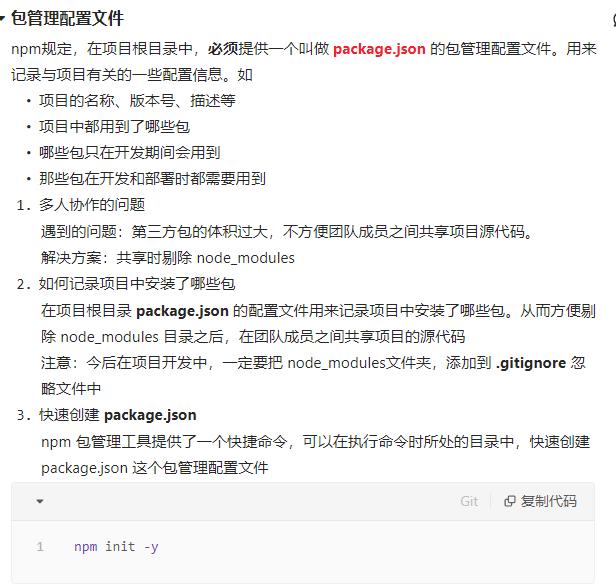 包管理配置文件
npm规定，在项目根目录中，必须提供一个叫做 package.json 的包管理配置文件。用来
记录与项目有关的一些配置信息。如
• 项目的名称、版本号、描述等
• 项目中都用到了哪些包
• 哪些包只在开发期间会用到
• 那些包在开发和部署时都需要用到
1. 多人协作的问题
遇到的问题：第三方包的体积过大，不方便团队成员之间共享项目源代码。
解决方案：共享时剔除 node_modules
2. 如何记录项目中安装了哪些包
在项目根目录 package.json 的配置文件用来记录项目中安装了哪些包。从而方便剔
除 node_modules 目录之后，在团队成员之间共享项目的源代码
注意：今后在项目开发中，一定要把 node_modules文件夹，添加到 .gitignore 忽
略文件中
3. 快速创建 package.json
npm 包管理工具提供了一个快捷命令，可以在执行命令时所处的目录中，快速创建
package.json 这个包管理配置文件
Git 复制代码
1 npm init -y